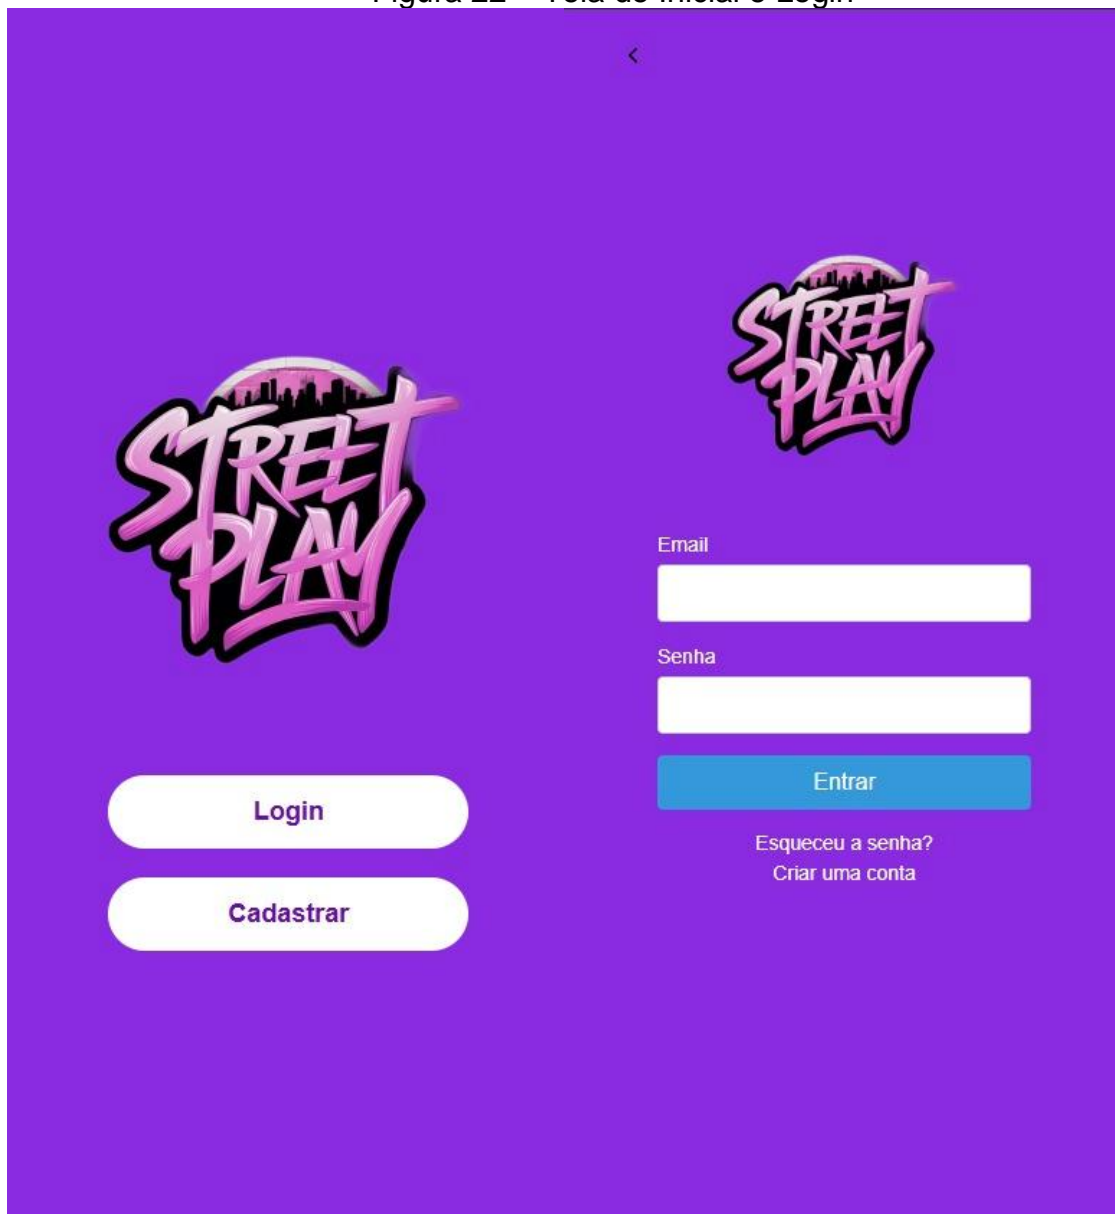 STREET
PLAY
Login
Cadastrar
STREET
PLAY
Email
Senha
Entrar
Esqueceu a senha?
Criar uma conta